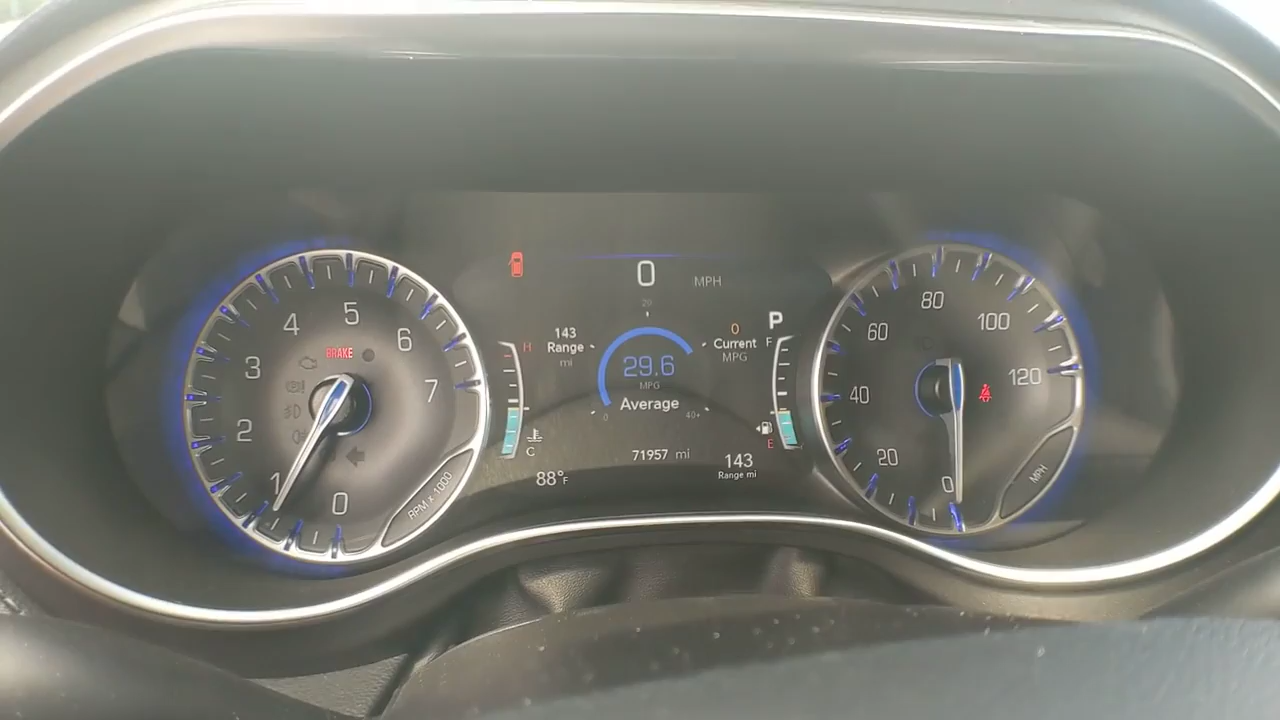 0 MPH
20
143
Range
mi
29.6
MPG
Average
0 40+
0
Current
MPG
P
H
C
F
E
88°F
71957 mi
143
Range mi
BRAKE
0
1
2
3
4
5
6
7
RPM x 1000
0
20
40
60
80
100
120
MPH